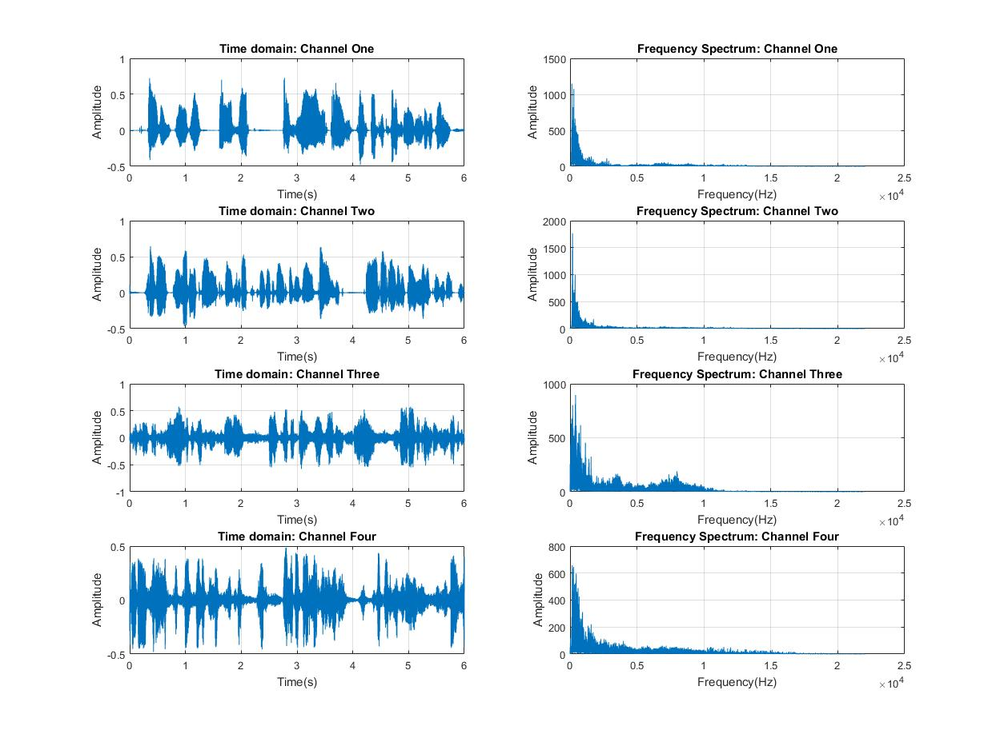 Time domain: Channel One
1
0.5
0
-0.5
Amplitude
0 1 2 3 4 5 6
Time(s)
Frequency Spectrum: Channel One
1500
1000
500
0
Amplitude
0 0.5 1 1.5 2 2.5
Frequency(Hz)
×10⁴
Time domain: Channel Two
1
0.5
0
-0.5
Amplitude
0 1 2 3 4 5 6
Time(s)
Frequency Spectrum: Channel Two
2000
1500
1000
500
0
Amplitude
0 0.5 1 1.5 2 2.5
Frequency(Hz)
×10⁴
Time domain: Channel Three
1
0.5
0
-0.5
-1
Amplitude
0 1 2 3 4 5 6
Time(s)
Frequency Spectrum: Channel Three
1000
500
0
Amplitude
0 0.5 1 1.5 2 2.5
Frequency(Hz)
×10⁴
Time domain: Channel Four
0.5
0
-0.5
Amplitude
0 1 2 3 4 5 6
Time(s)
Frequency Spectrum: Channel Four
800
600
400
200
0
Amplitude
0 0.5 1 1.5 2 2.5
Frequency(Hz)
×10⁴